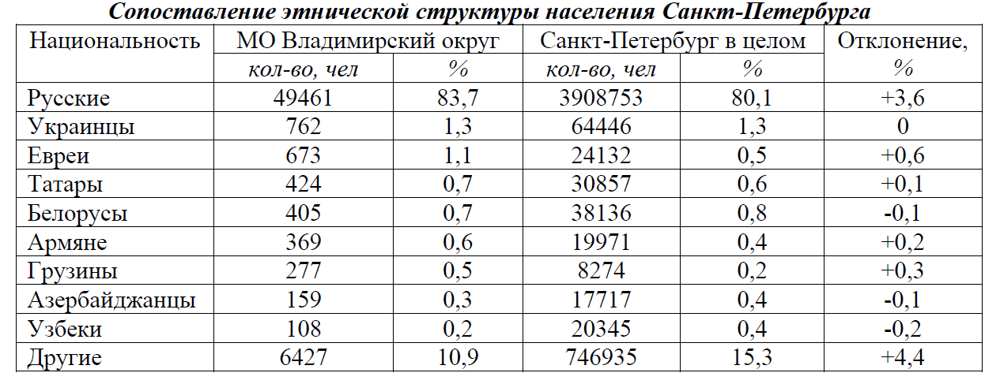 Сопоставление этнической структуры населения Санкт-Петербурга
Национальность МО Владимирский округ Санкт-Петербург в целом Отклонение, %
кол-во, чел % кол-во, чел %
Русские 49461 83,7 3908753 80,1 +3,6
Украинцы 762 1,3 64446 1,3 0
Евреи 673 1,1 24132 0,5 +0,6
Татары 424 0,7 30857 0,6 +0,1
Белорусы 405 0,7 38136 0,8 -0,1
Армяне 369 0,6 19971 0,4 +0,2
Грузины 277 0,5 8274 0,2 +0,3
Азербайджанцы 159 0,3 17717 0,4 -0,1
Узбеки 108 0,2 20345 0,4 -0,2
Другие 6427 10,9 746935 15,3 +4,4